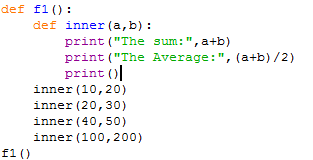 def f1():
    def inner(a,b):
        print("The sum:",a+b)
        print("The Average:",(a+b)/2)
        print()
    inner(10,20)
    inner(20,30)
    inner(40,50)
    inner(100,200)
f1()